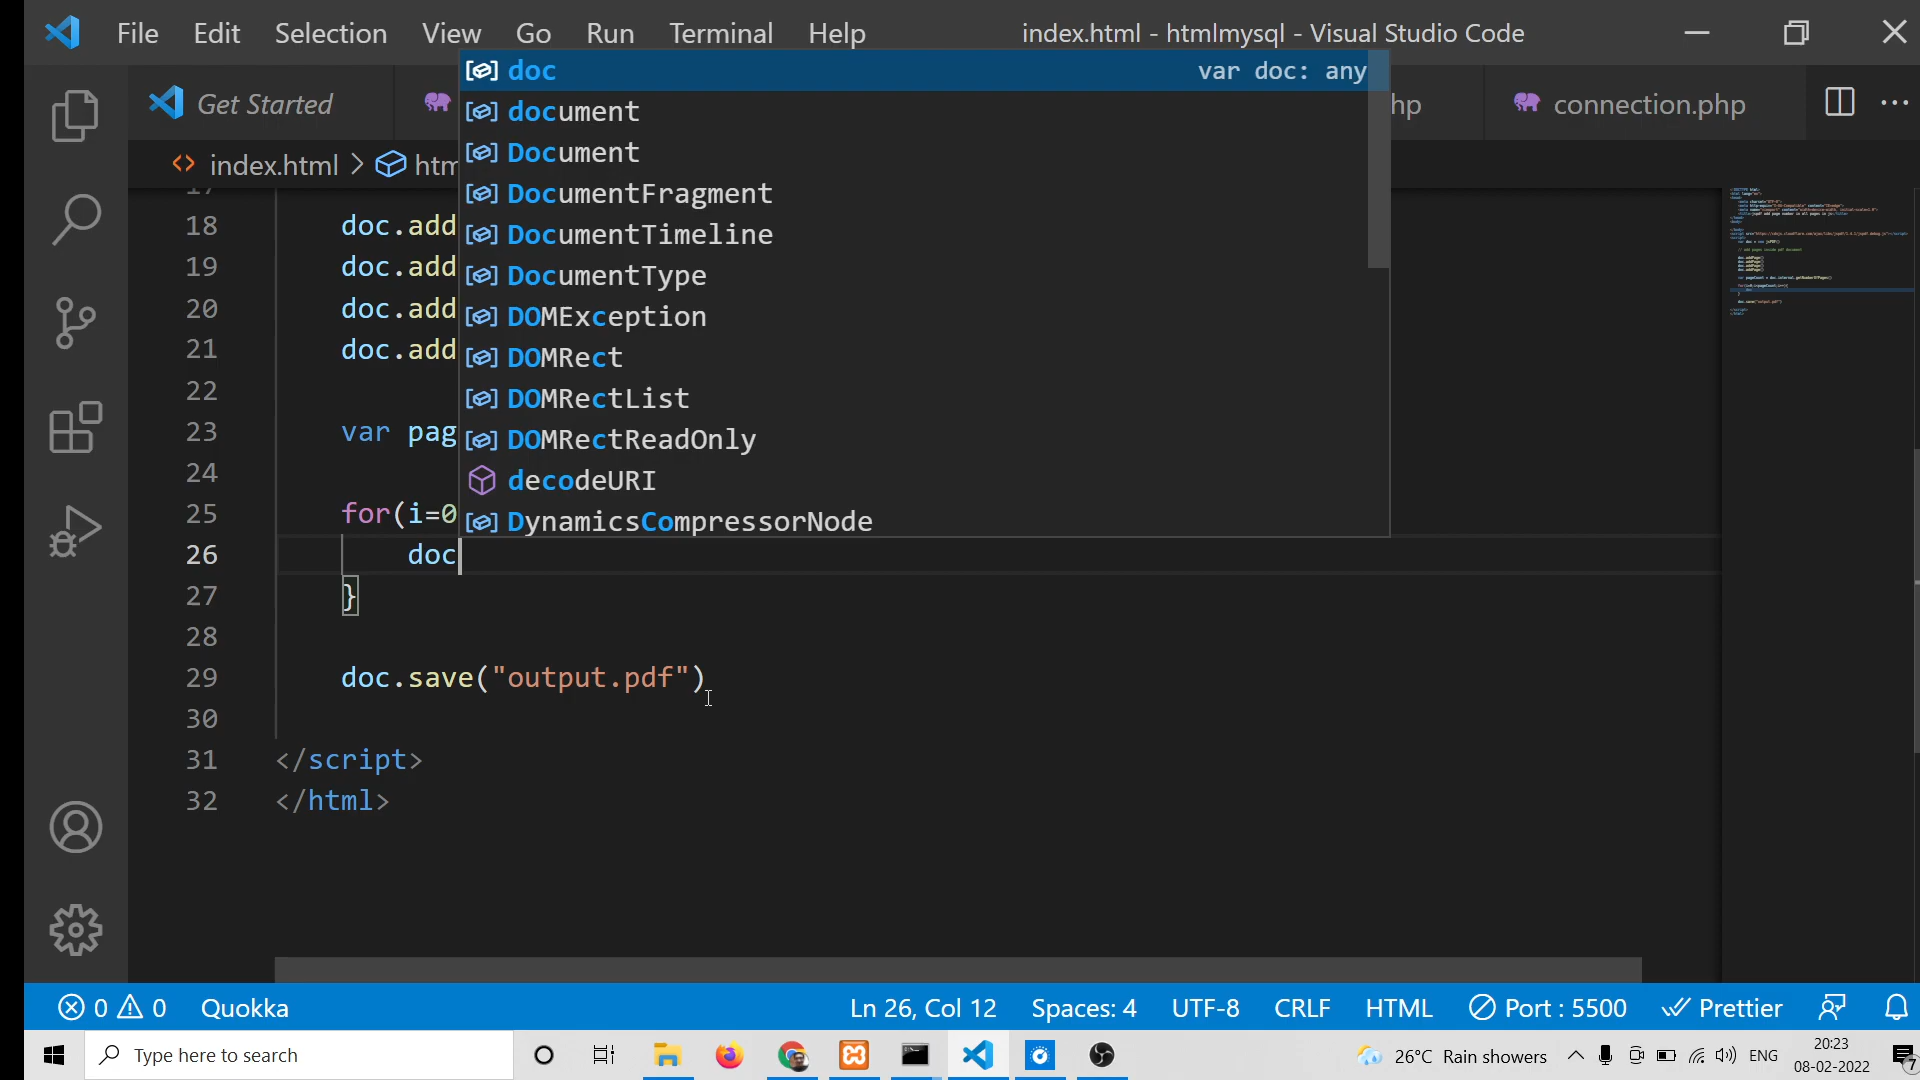 File Edit Selection View Go Run Terminal Help index.html - htmlmysql - Visual Studio Code
Get Started hp connection.php
index.html > htm
doc var doc: any
document
Document
DocumentFragment
DocumentTimeline
DocumentType
DOMException
DOMRect
DOMRectList
DOMRectReadOnly
decodeURI
DynamicsCompressorNode
18 doc.add
19 doc.add
20 doc.add
21 doc.add
22
23 var pag
24
25 for(i=0
26 doc
27 }
28
29 doc.save("output.pdf")
30
31 </script>
32 </html>
0 0 Quokka Ln 26, Col 12 Spaces: 4 UTF-8 CRLF HTML Port : 5500 Prettier
Type here to search 26°C Rain showers ENG 20:23
08-02-2022 7